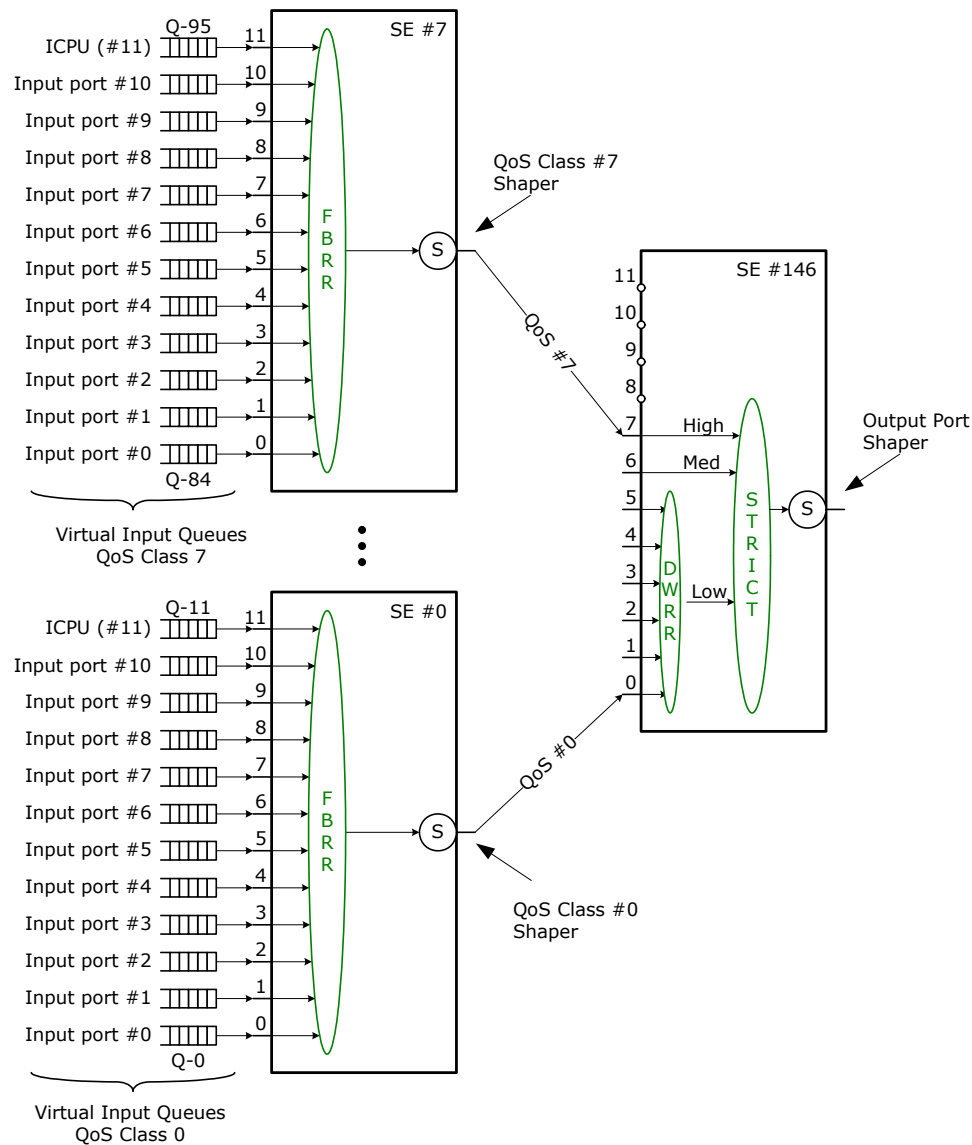 Q-95
SE #7
ICPU (#11)
11
Input port #10
10
Input port #9
9
Input port #8
8
Input port #7
7
Input port #6
6
Input port #5
5
Input port #4
4
Input port #3
3
Input port #2
2
Input port #1
1
Input port #0
0
Q-84
FBRR
S
Virtual Input Queues
QoS Class 7
QoS Class #7
Shaper
QoS #7
SE #146
11
10
9
8
7
High
6
Med
5
4
3
Low
2
1
0
DWRR
STRICT
S
Output Port
Shaper
Q-11
SE #0
ICPU (#11)
11
Input port #10
10
Input port #9
9
Input port #8
8
Input port #7
7
Input port #6
6
Input port #5
5
Input port #4
4
Input port #3
3
Input port #2
2
Input port #1
1
Input port #0
0
Q-0
FBRR
S
QoS #0
QoS Class #0
Shaper
Virtual Input Queues
QoS Class 0